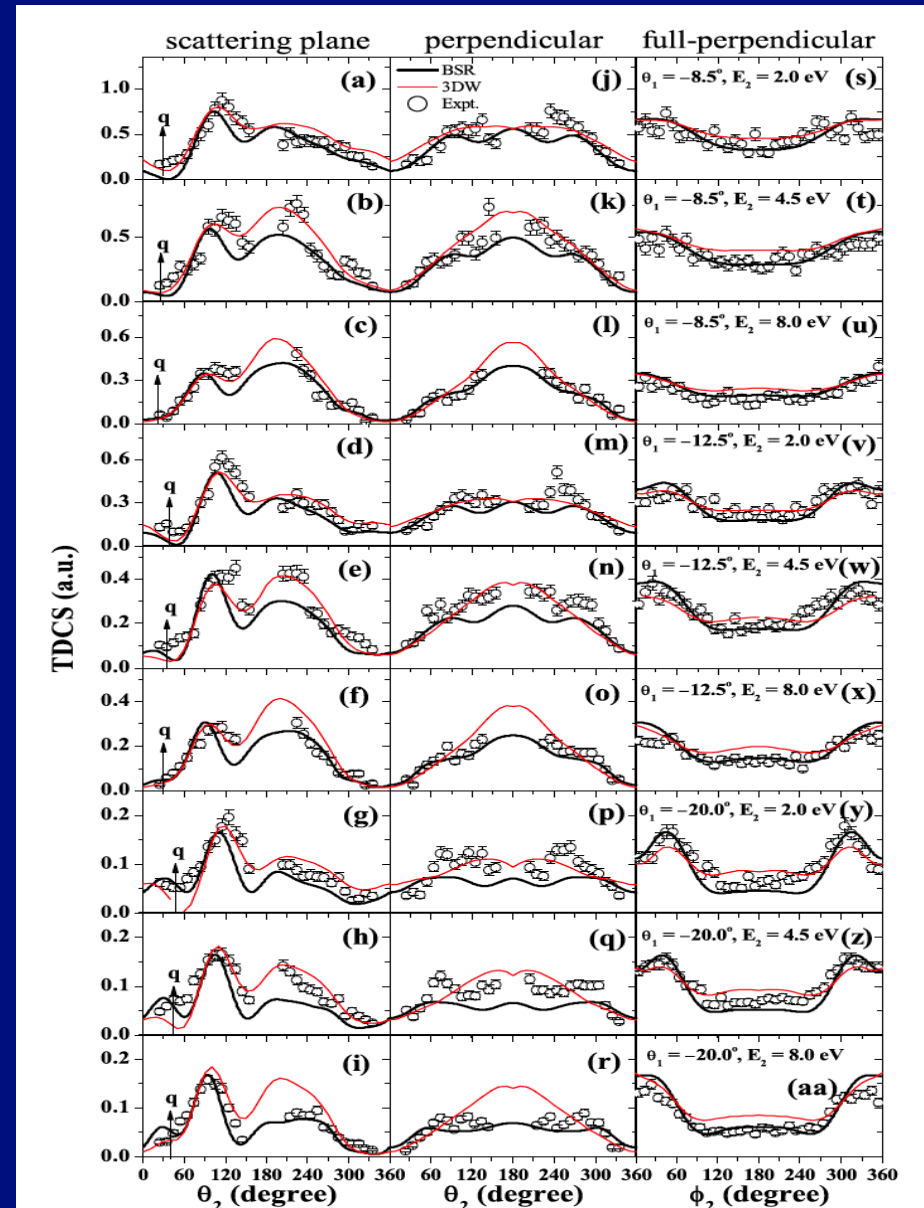 scattering plane perpendicular full-perpendicular
1.0 (a) BSR (j) θ₁ = −8.5°, E₂ = 2.0 eV (s)
3DW
q Expt.
0.5
0.0
(b) (k) θ₁ = −8.5°, E₂ = 4.5 eV (t)
0.5
q
0.0
0.6 (c) (l) θ₁ = −8.5°, E₂ = 8.0 eV (u)
0.3 q
0.0
0.6 (d) (m) θ₁ = −12.5°, E₂ = 2.0 eV (v)
q
0.3
0.0
TDCS (a.u.)
0.4 (e) (n) θ₁ = −12.5°, E₂ = 4.5 eV (w)
q
0.2
0.0
0.4 (f) (o) θ₁ = −12.5°, E₂ = 8.0 eV (x)
q
0.2
0.0
0.2 (g) (p) θ₁ = −20.0°, E₂ = 2.0 eV (y)
q
0.1
0.0
0.2 (h) (q) θ₁ = −20.0°, E₂ = 4.5 eV (z)
0.1 q
0.0
0.2 (i) (r) θ₁ = −20.0°, E₂ = 8.0 eV
(aa)
0.1 q
0.0
0 60 120 180 240 300 360 60 120 180 240 300 360 60 120 180 240 300 360
θ₂ (degree) θ₂ (degree) ϕ₂ (degree)